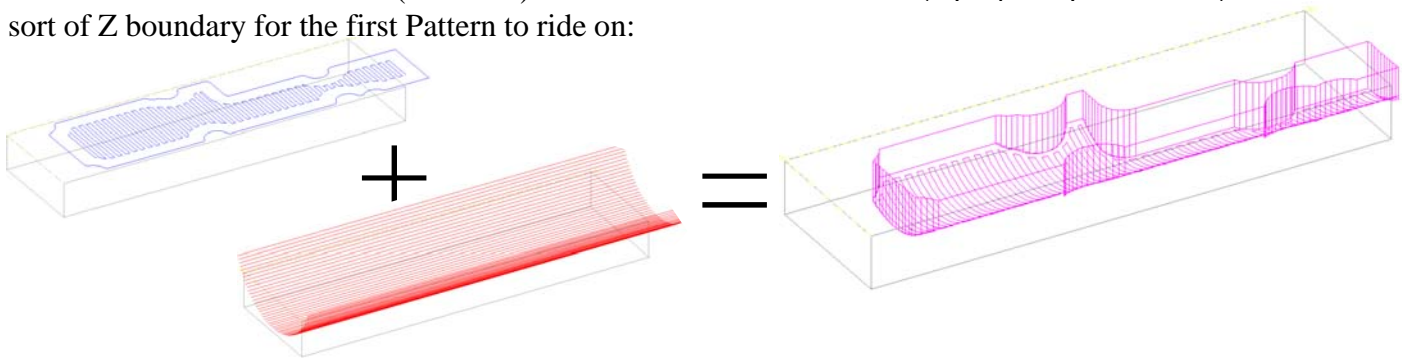 sort of Z boundary for the first Pattern to ride on:
+
=